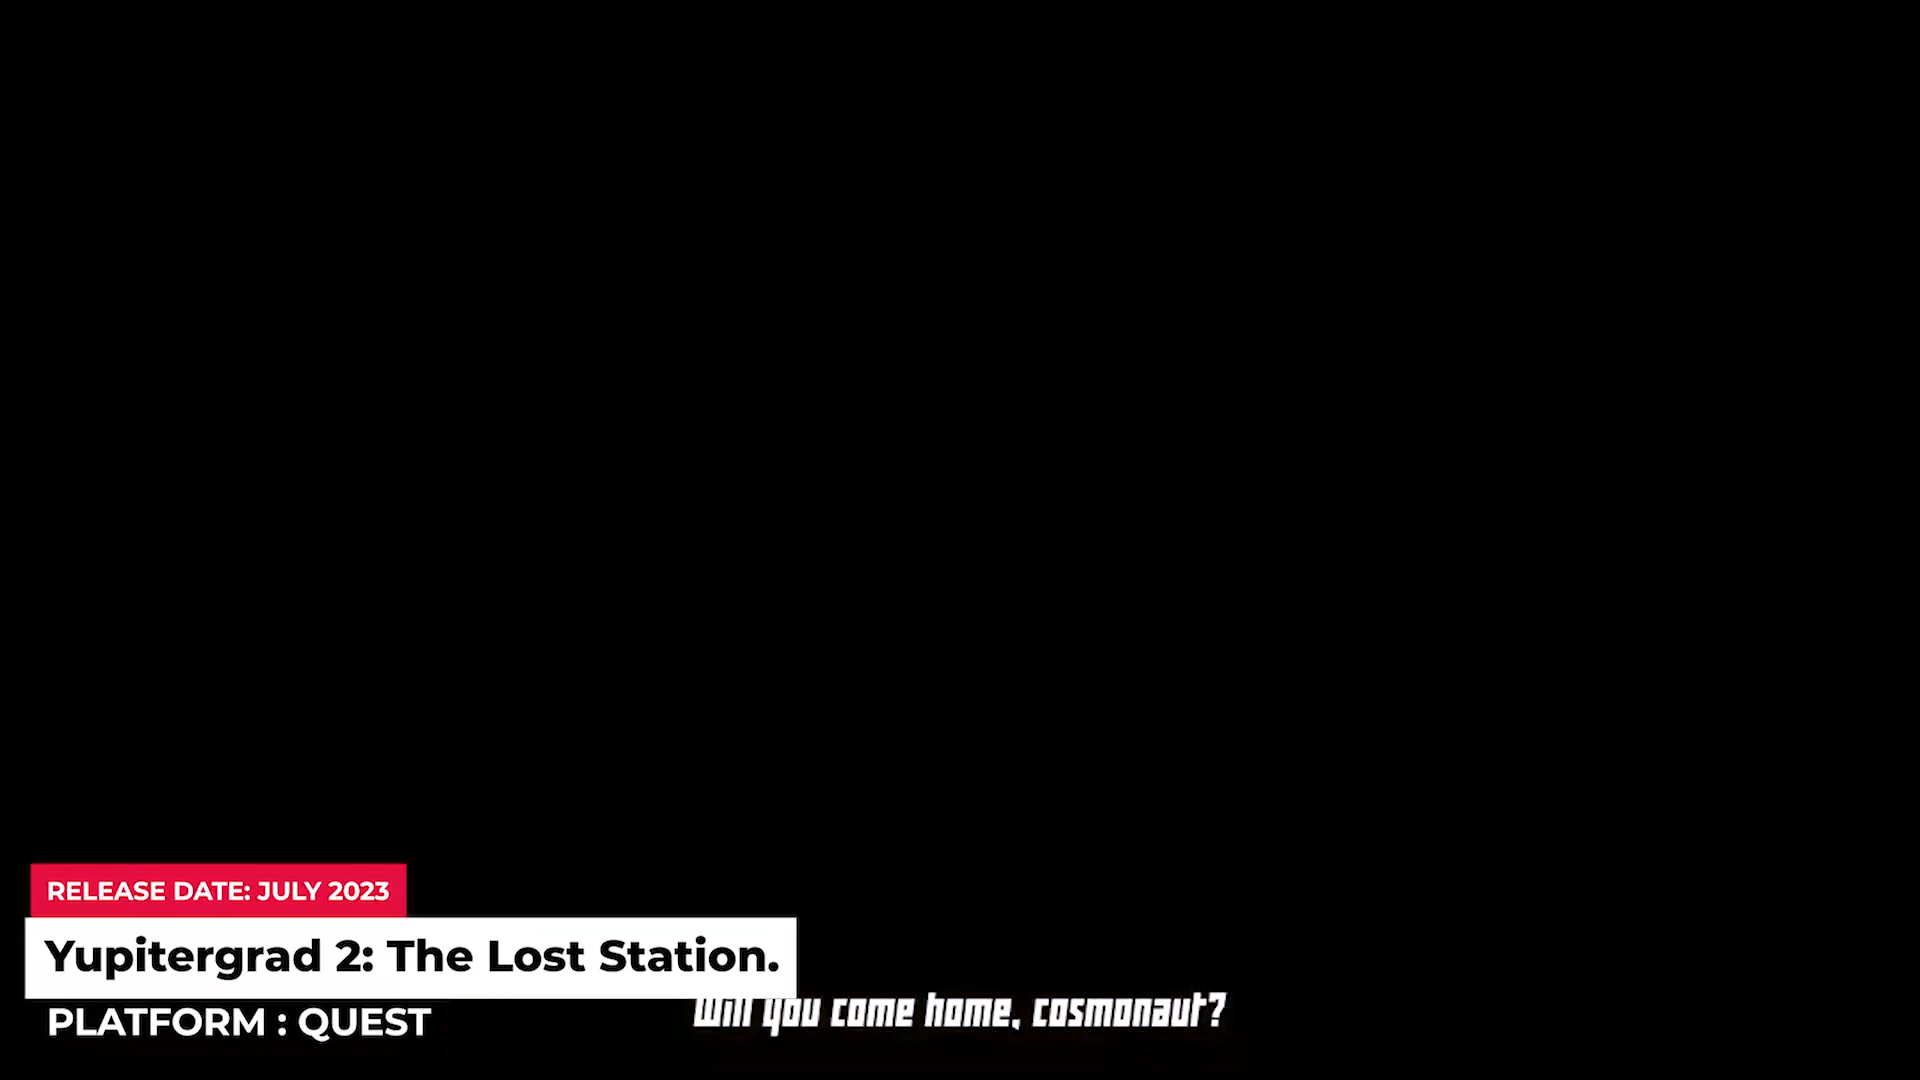 RELEASE DATE: JULY 2023
Yupitergrad 2: The Lost Station.
PLATFORM : QUEST
Will you come home, cosmonaut?